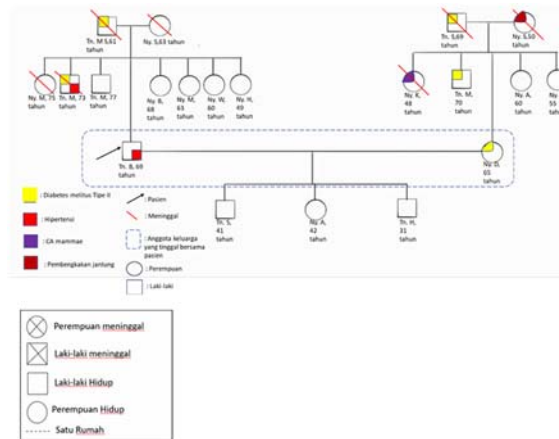 Tn. M S,61
tahun
Ny. S,63 tahun
Tn. S,69
tahun
Ny. S,50
tahun
Ny. M, 75
tahun
Tn. M, 73
tahun
Tn. M, 77
tahun
Ny. B,
68
tahun
Ny. M,
65
tahun
Ny. W,
60
tahun
Ny. H,
49
tahun
Ny. K,
48
tahun
Tn. M,
70
tahun
Ny. A,
60
tahun
Ny.
55
tahun
Tn. B, 69
tahun
Ny. D,
65
tahun
Tn. S,
41
tahun
Ny. A,
42
tahun
Tn. H,
31
tahun
: Diabetes melitus Tipe II
: Hipertensi
: CA mammae
: Pembengkakan jantung
: Pasien
: Meninggal
: Anggota keluarga
yang tinggal bersama
pasien
: Perempuan
: Laki-laki
Perempuan meninggal
Laki-laki meninggal
Laki-laki Hidup
Perempuan Hidup
Satu Rumah